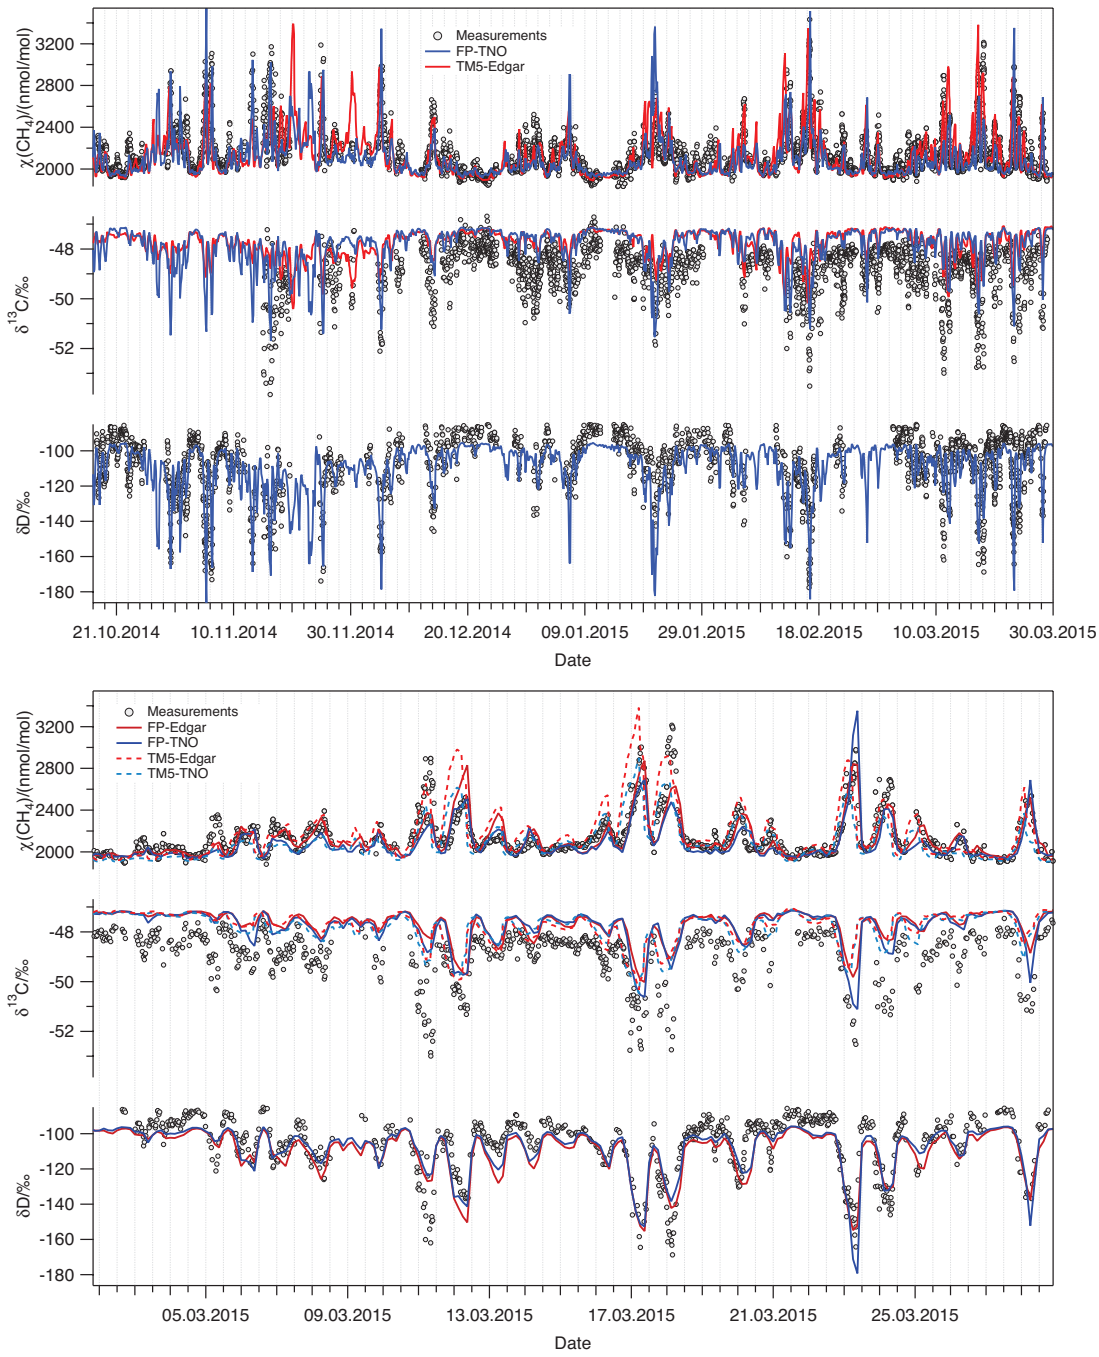 Measurements
FP-TNO
TM5-Edgar
χ(CH₄)/(nmol/mol)
3200
2800
2400
2000
δ¹³C/‰
-48
-50
-52
δD/‰
-100
-120
-140
-160
-180
21.10.2014 10.11.2014 30.11.2014 20.12.2014 09.01.2015 29.01.2015 18.02.2015 10.03.2015 30.03.2015
Date
Measurements
FP-Edgar
FP-TNO
TM5-Edgar
TM5-TNO
χ(CH₄)/(nmol/mol)
3200
2800
2400
2000
δ¹³C/‰
-48
-50
-52
δD/‰
-100
-120
-140
-160
-180
05.03.2015 09.03.2015 13.03.2015 17.03.2015 21.03.2015 25.03.2015
Date